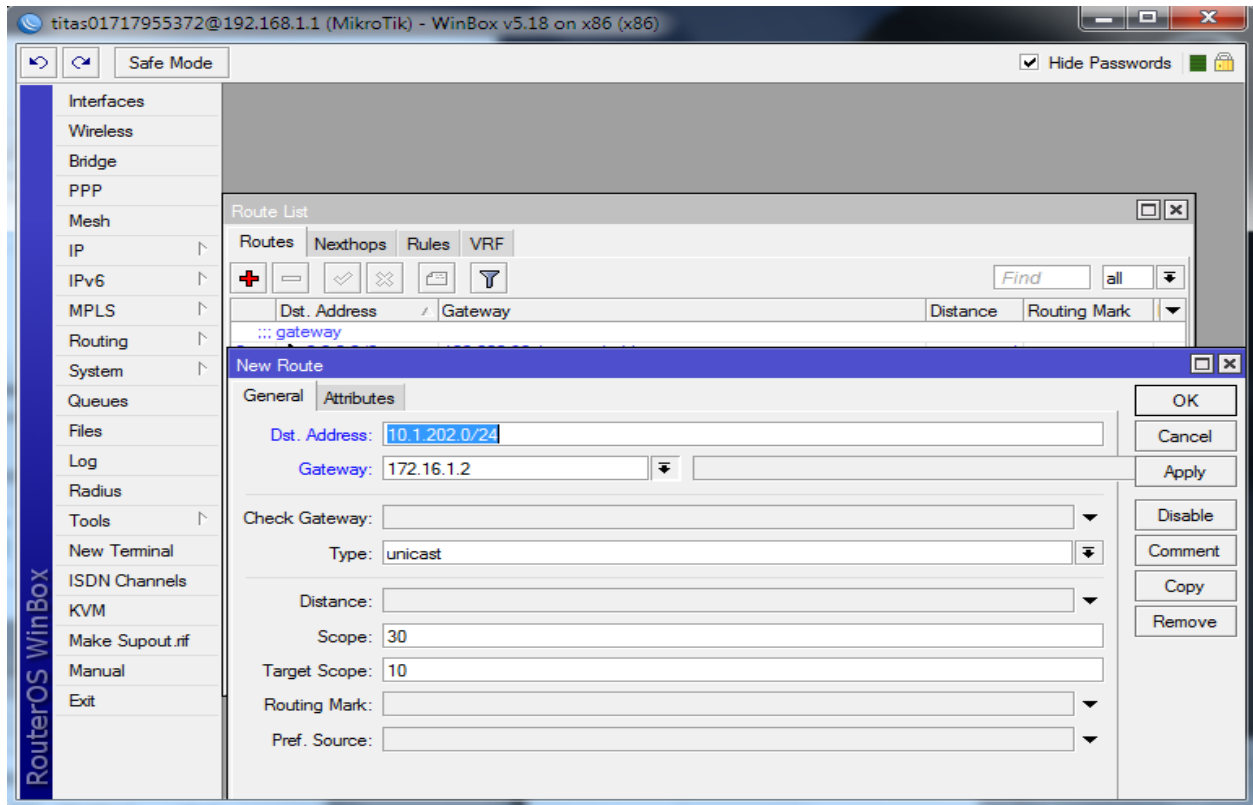 titas01717955372@192.168.1.1 (MikroTik) - WinBox v5.18 on x86 (x86)
Safe Mode
Hide Passwords
Interfaces
Wireless
Bridge
PPP
Mesh
IP
IPv6
MPLS
Routing
System
Queues
Files
Log
Radius
Tools
New Terminal
ISDN Channels
KVM
Make Supout.rif
Manual
Exit
RouterOS WinBox
Route List
Routes Nexthops Rules VRF
Find all
Dst. Address Gateway Distance Routing Mark
;;; gateway
New Route
General Attributes
Dst. Address: 10.1.202.0/24
Gateway: 172.16.1.2
Check Gateway:
Type: unicast
Distance:
Scope: 30
Target Scope: 10
Routing Mark:
Pref. Source:
OK
Cancel
Apply
Disable
Comment
Copy
Remove